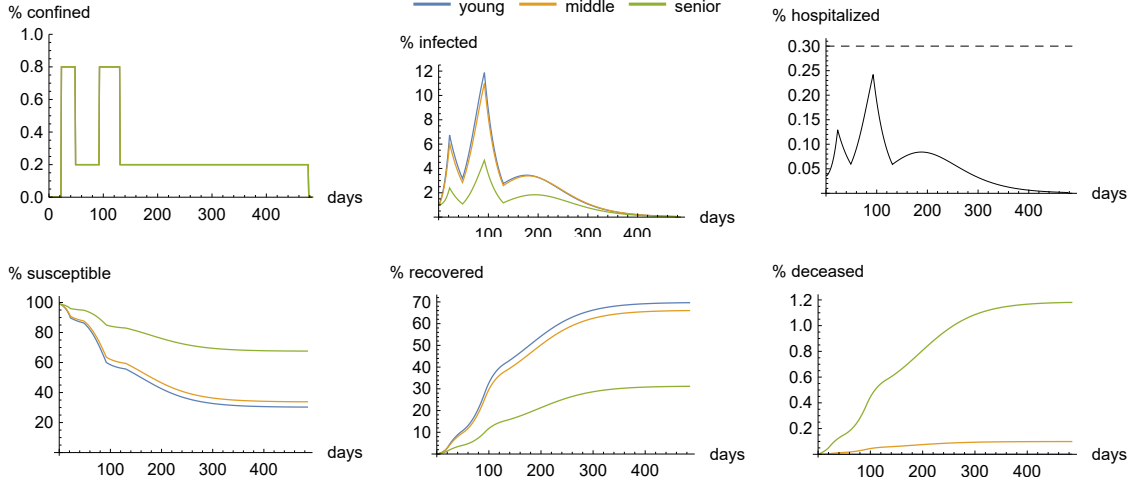 young middle senior
% confined
1.0
0.8
0.6
0.4
0.2
0.0
0 100 200 300 400
days
% infected
12
10
8
6
4
2
100 200 300 400
days
% hospitalized
0.30
0.25
0.20
0.15
0.10
0.05
100 200 300 400
days
% susceptible
100
80
60
40
20
100 200 300 400
days
% recovered
70
60
50
40
30
20
10
100 200 300 400
days
% deceased
1.2
1.0
0.8
0.6
0.4
0.2
100 200 300 400
days